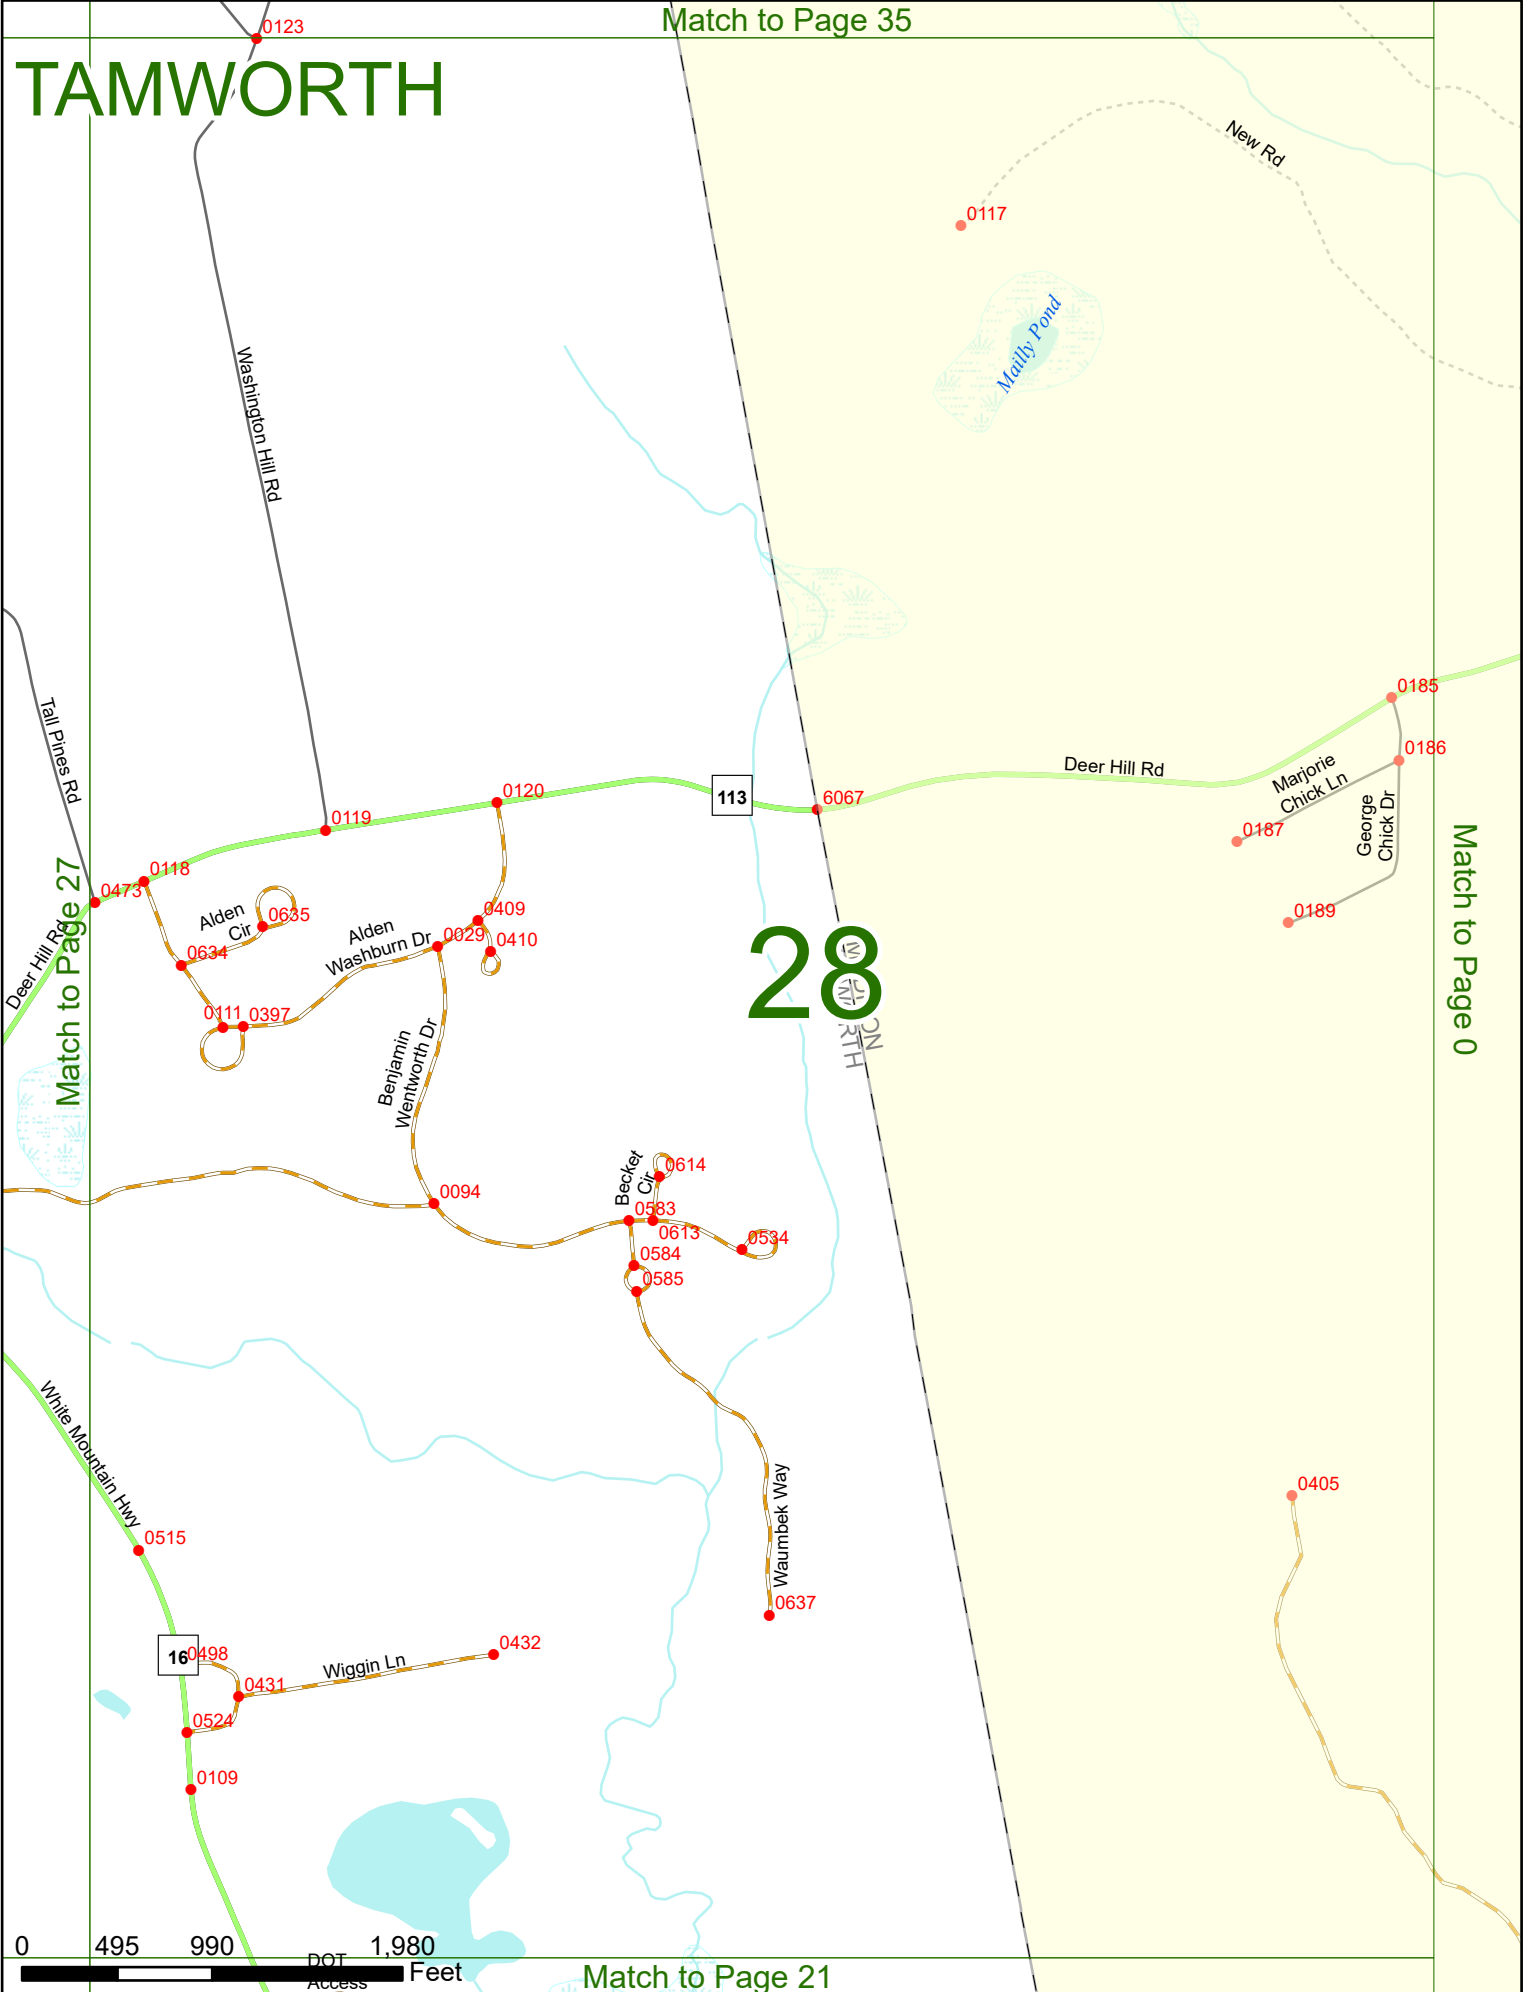 Match to Page 35
0123
TAMWORTH
New Rd
0117
Mailly Pond
Washington Hill Rd
Tall Pines Rd
0185
0186
Deer Hill Rd
Marjorie
Chick Ln
George
Chick Dr
0187
0189
113
6067
0120
0119
0118
0473
Match to Page 27
Deer Hill Rd
Alden
Cir
0635
0634
Alden
Washburn Dr
0409
0029
0410
0111
0397
28
Match to Page 0
Benjamin
Wentworth Dr
0094
Becket
Cir
0614
0583
0613
0534
0584
0585
White Mountain Hwy
Waumbek Way
0405
0515
0637
16
0498
0432
Wiggin Ln
0431
0524
0109
0 495 990 1,980
Feet
DOT
Access
Match to Page 21